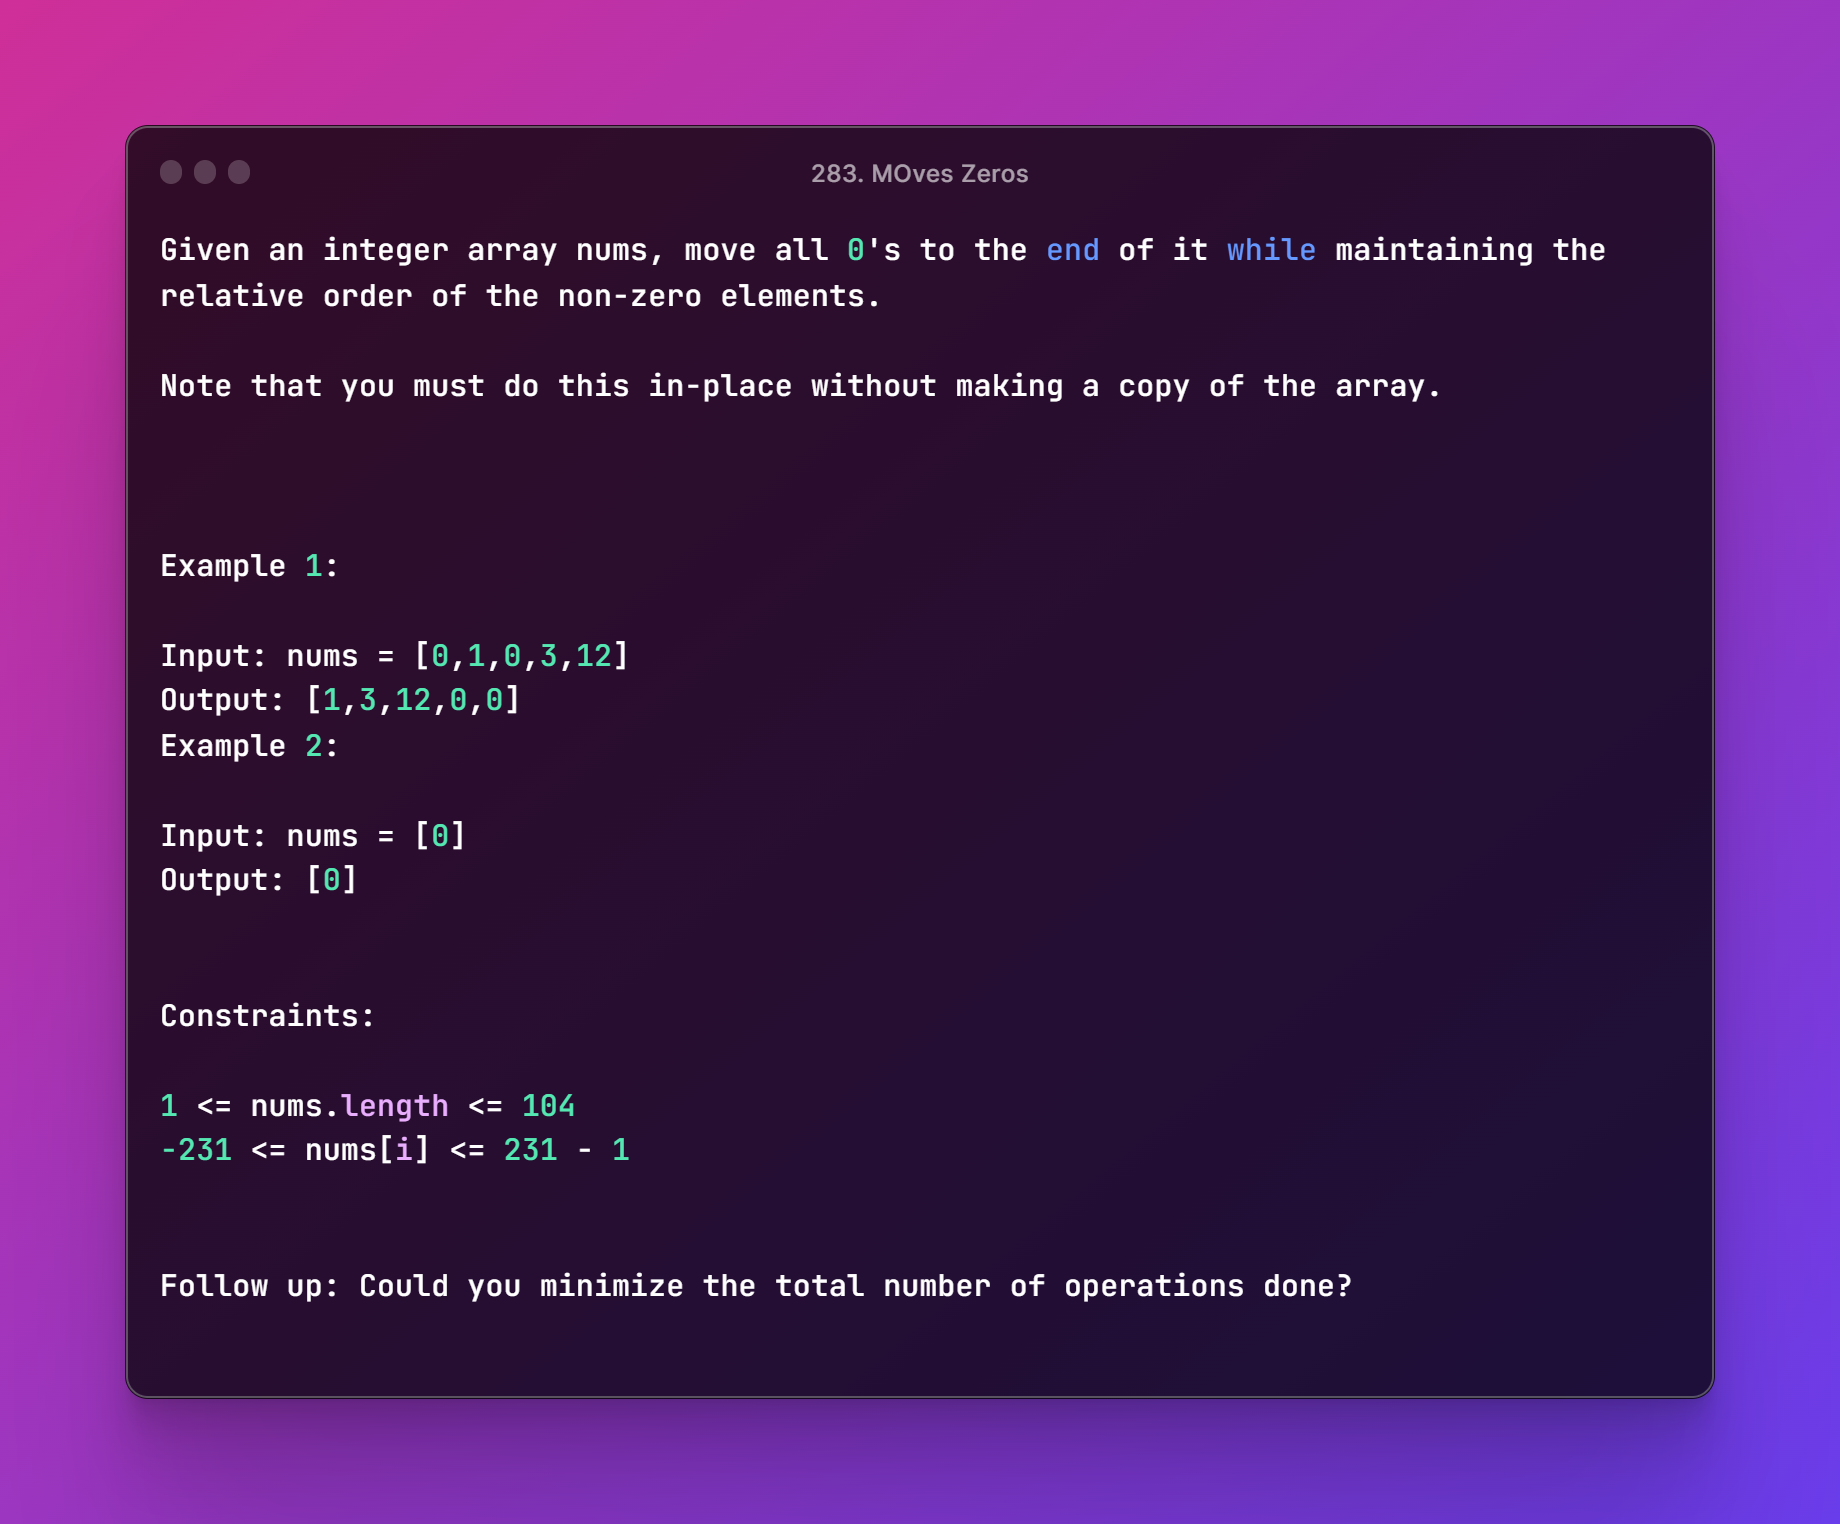 283. MOves Zeros
Given an integer array nums, move all 0's to the end of it while maintaining the
relative order of the non-zero elements.
Note that you must do this in-place without making a copy of the array.
Example 1:
Input: nums = [0,1,0,3,12]
Output: [1,3,12,0,0]
Example 2:
Input: nums = [0]
Output: [0]
Constraints:
1 <= nums.length <= 104
-231 <= nums[i] <= 231 - 1
Follow up: Could you minimize the total number of operations done?